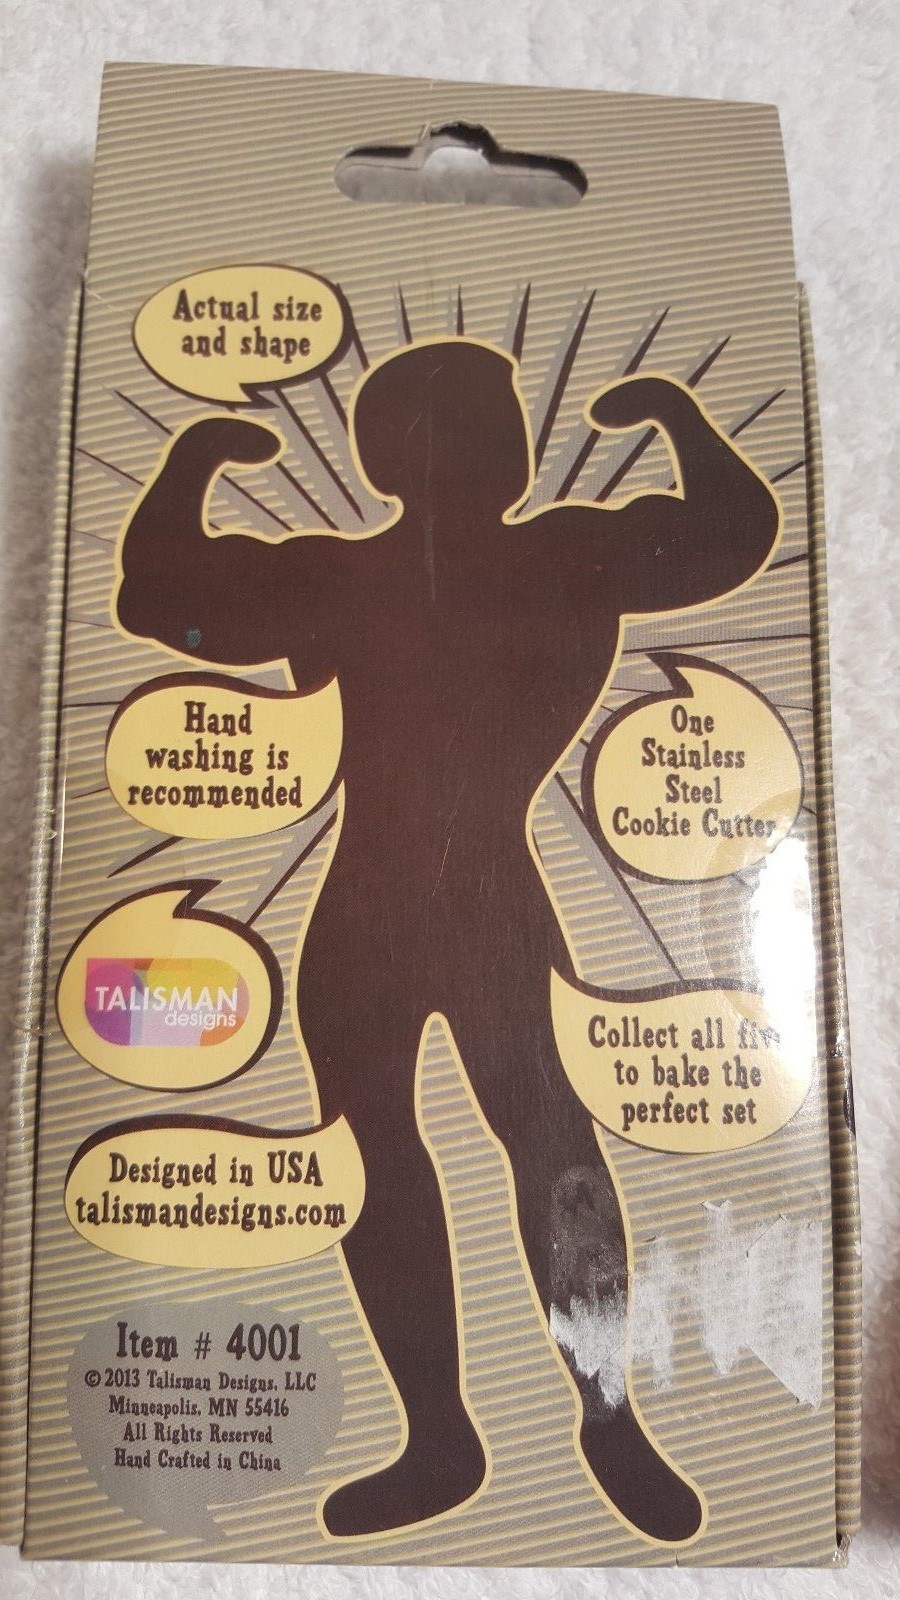 Actual size
and shape
Hand
washing is
recommended
One
Stainless
Steel
Cookie Cutter
TALISMAN
designs
Collect all five
to bake the
perfect set
Designed in USA
talismandesigns.com
Item # 4001
© 2013 Talisman Designs, LLC
Minneapolis, MN 55416
All Rights Reserved
Hand Crafted in China